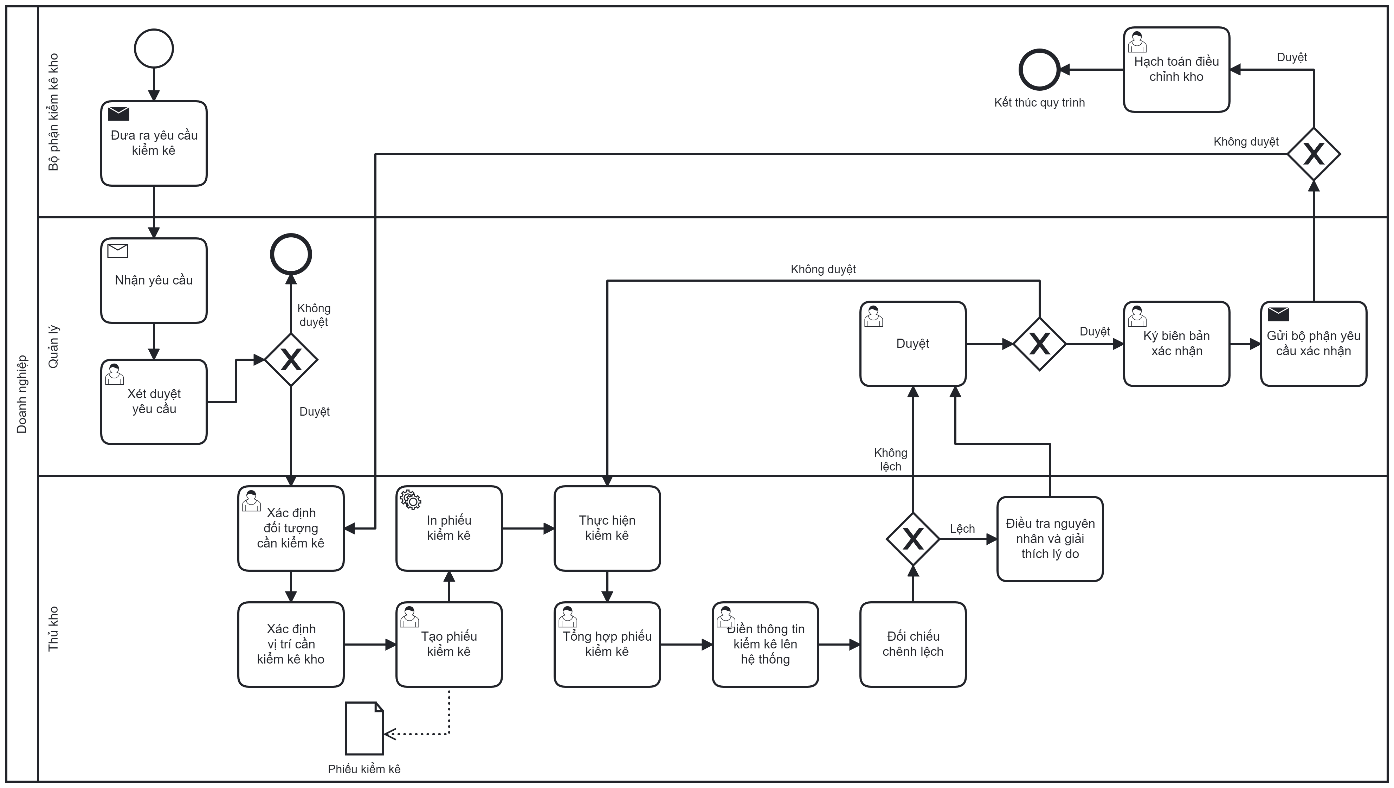 Doanh nghiệp
Bộ phận kiểm kê kho
Đưa ra yêu cầu
kiểm kê
Kết thúc quy trình
Hạch toán điều
chỉnh kho
Duyệt
Không duyệt
Quản lý
Nhận yêu cầu
Xét duyệt
yêu cầu
Không
duyệt
Duyệt
Không duyệt
Duyệt
Duyệt
Ký biên bản
xác nhận
Gửi bộ phận yêu
cầu xác nhận
Không
lệch
Thủ kho
Xác định
đối tượng
cần kiểm kê
In phiếu
kiểm kê
Thực hiện
kiểm kê
Lệch
Điều tra nguyên
nhân và giải
thích lý do
Xác định
vị trí cần
kiểm kê kho
Tạo phiếu
kiểm kê
Tổng hợp phiếu
kiểm kê
Điền thông tin
kiểm kê lên
hệ thống
Đối chiếu
chênh lệch
Phiếu kiểm kê